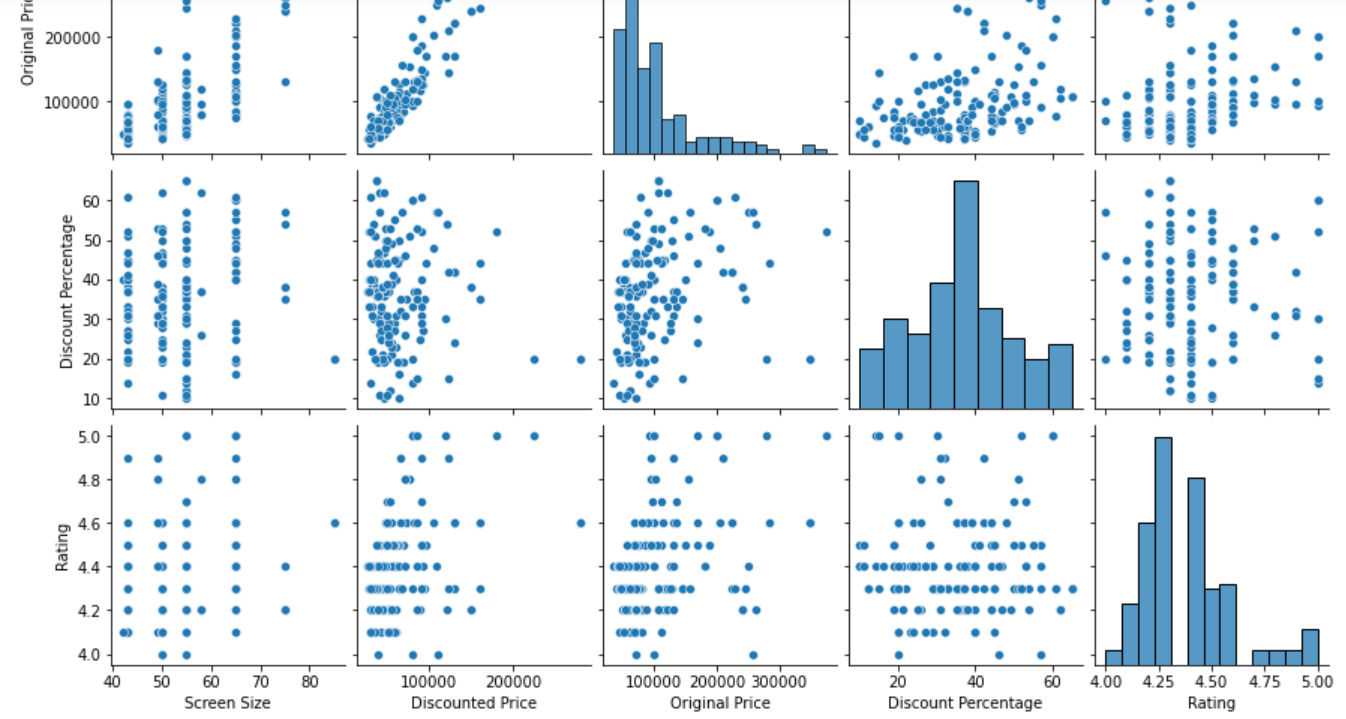 Original Pric
200000
100000
Discount Percentage
60
50
40
30
20
10
Rating
5.0
4.8
4.6
4.4
4.2
4.0
40 50 60 70 80 100000 200000 100000 200000 300000 20 40 60 4.00 4.25 4.50 4.75 5.00
Screen Size Discounted Price Original Price Discount Percentage Rating